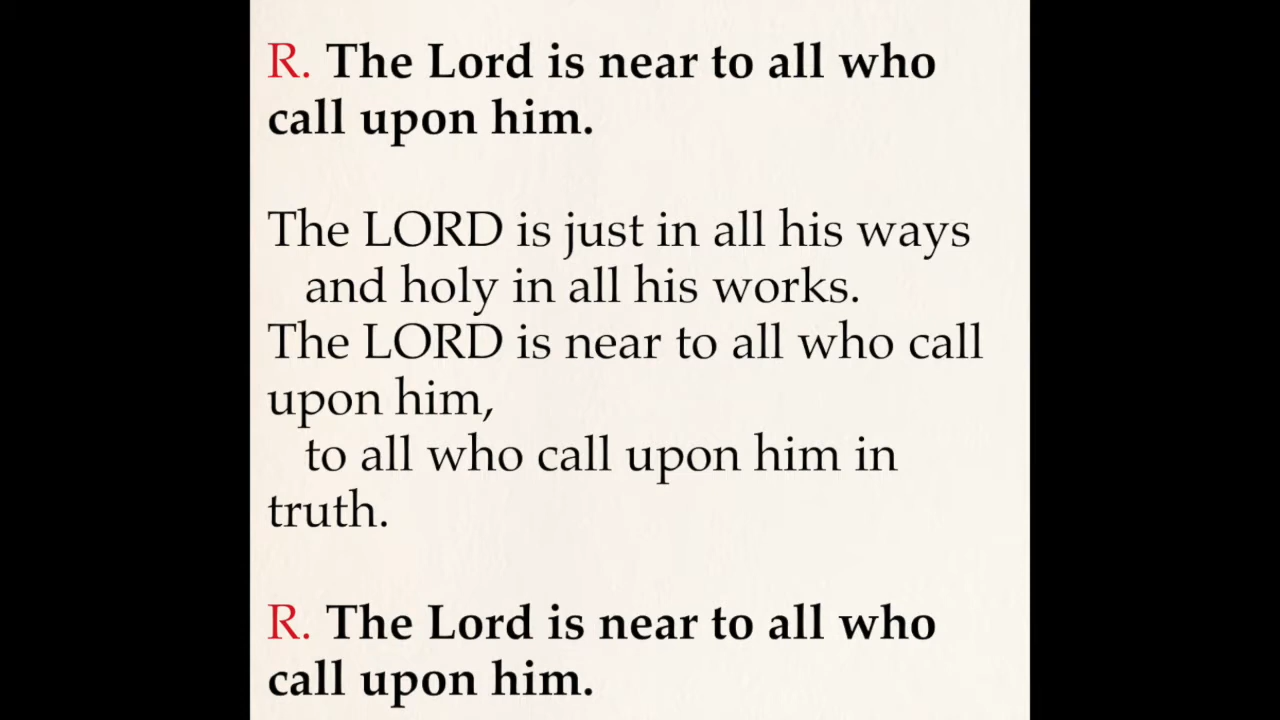 R. The Lord is near to all who
call upon him.
The LORD is just in all his ways
and holy in all his works.
The LORD is near to all who call
upon him,
to all who call upon him in
truth.
R. The Lord is near to all who
call upon him.